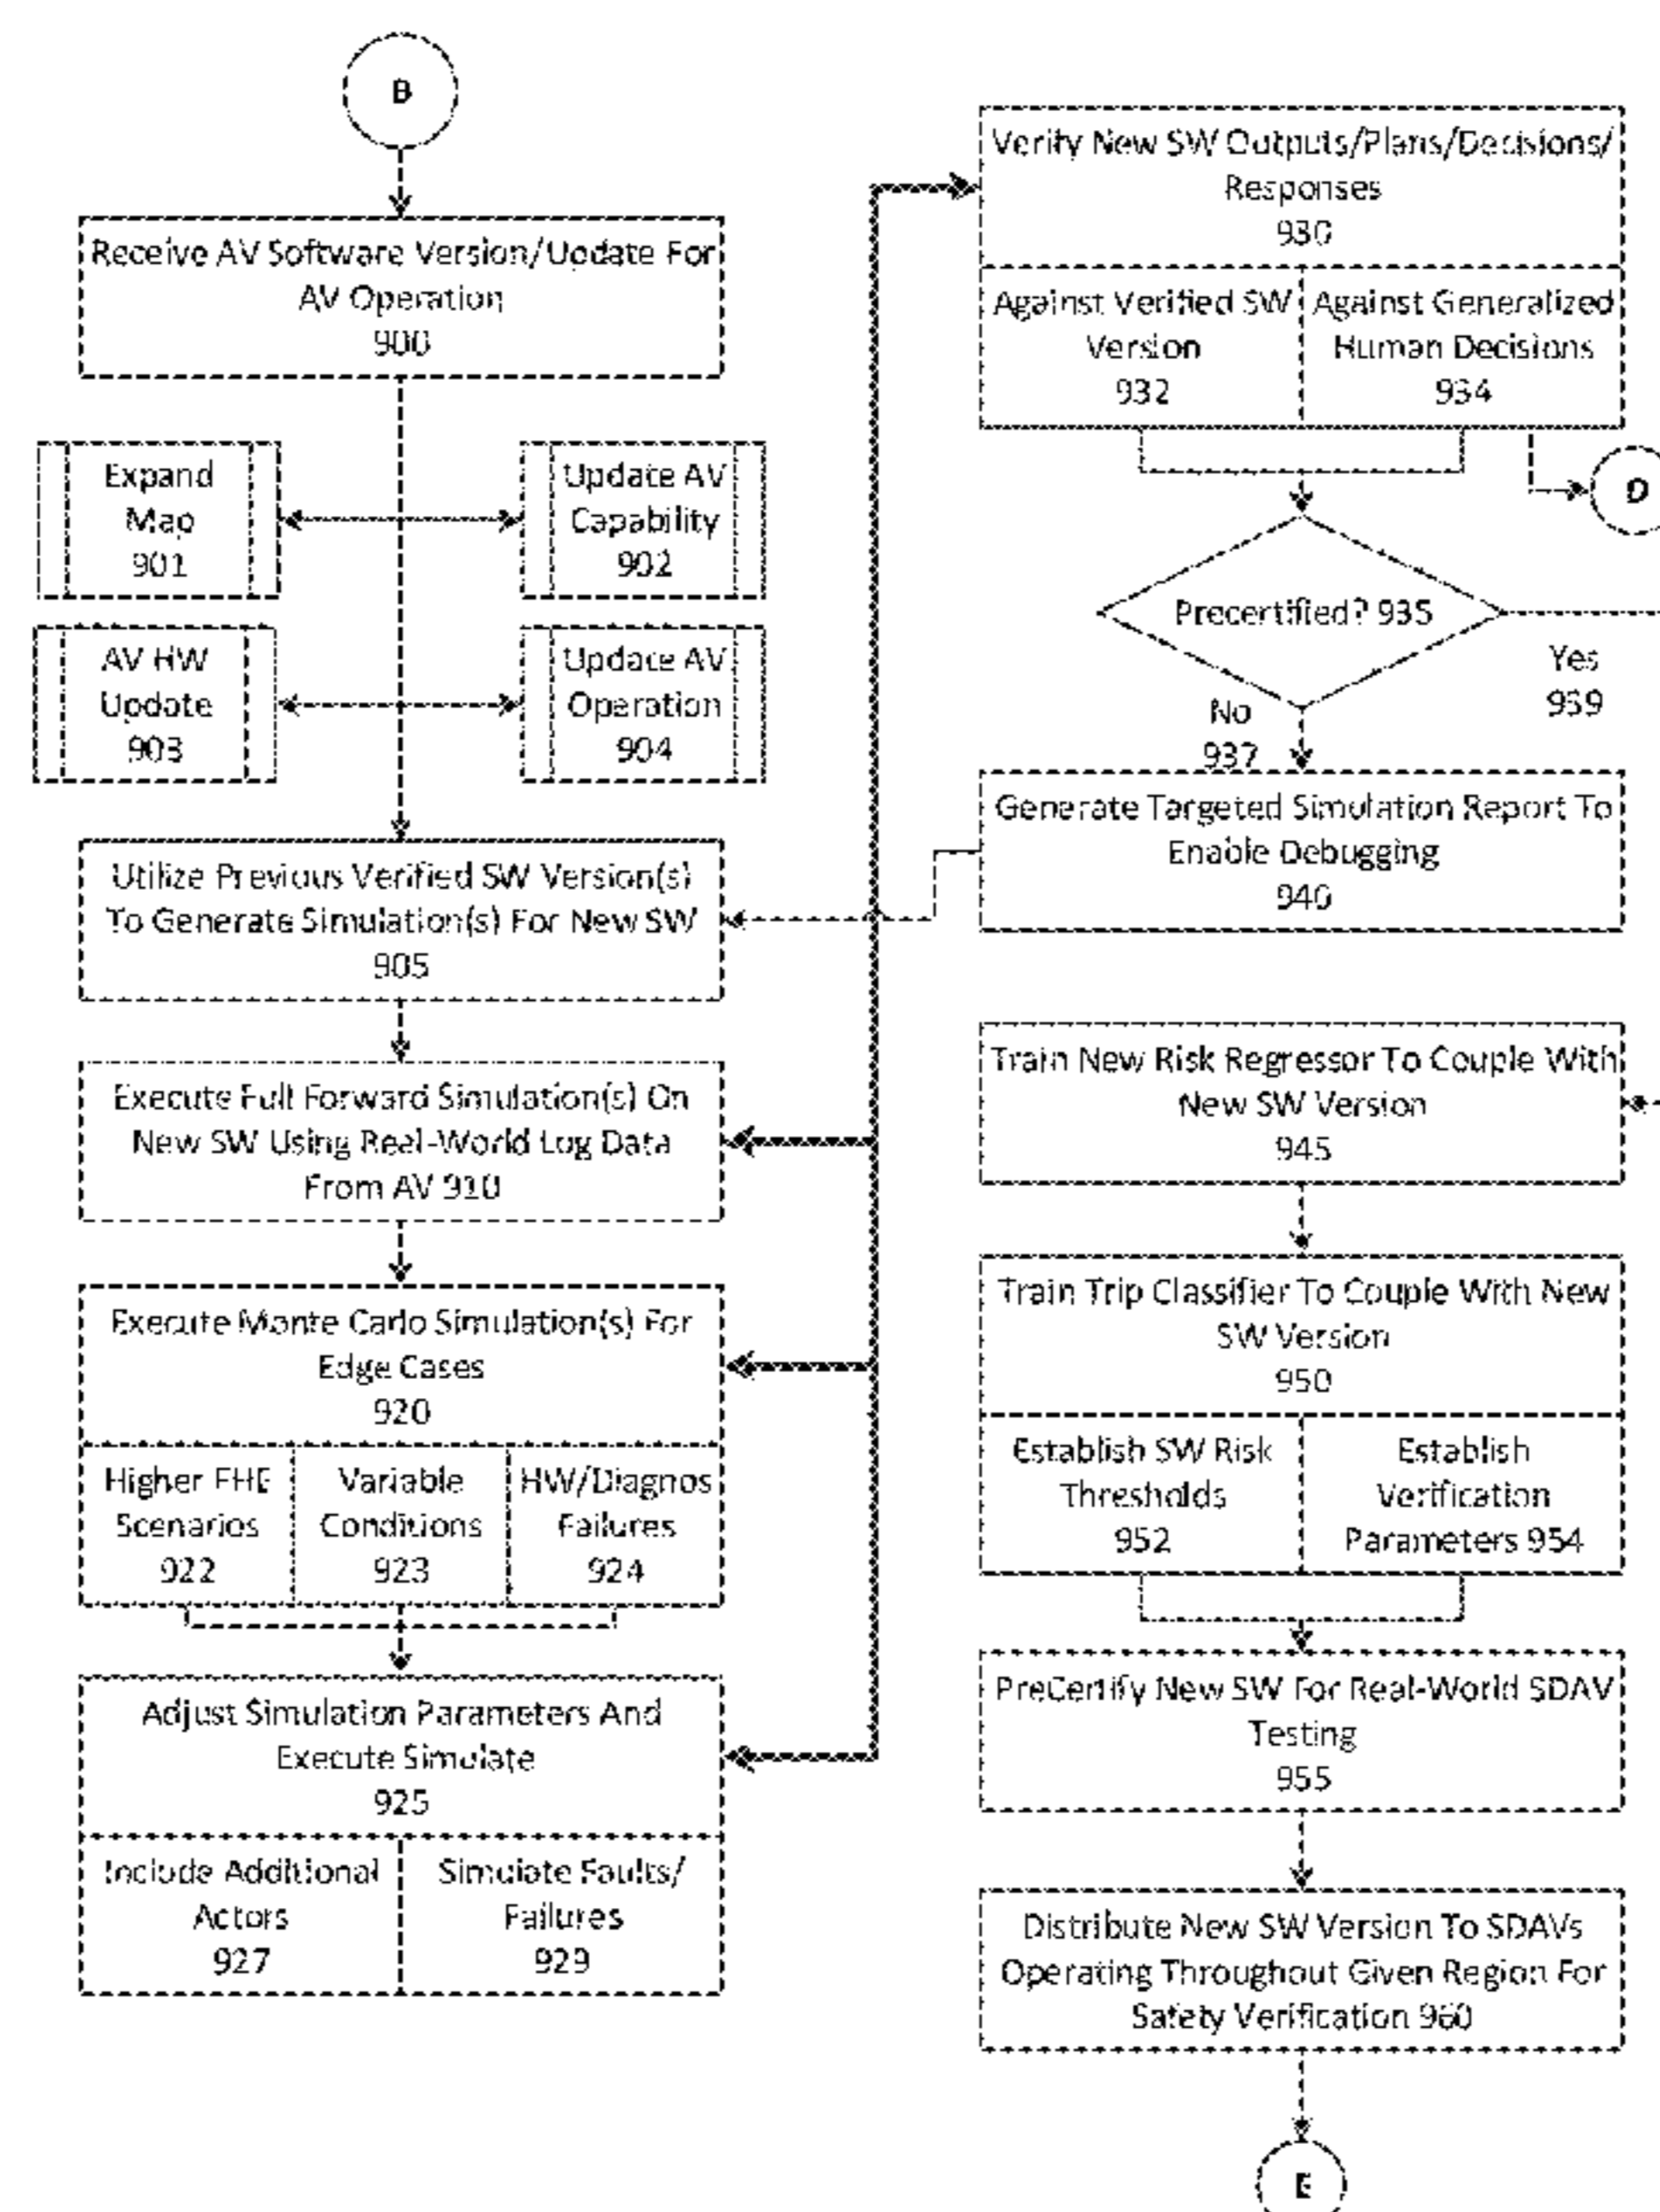 B
Receive AV Software Version/Update For
AV Operation
900
Expand
Map
901
Update AV
Capability
902
AV HW
Update
903
Update AV
Operation
904
Utilize Previous Verified SW Version(s)
To Generate Simulation(s) For New SW
905
Execute Full Forward Simulation(s) On
New SW Using Real-World Log Data
From AV 910
Execute Monte Carlo Simulation(s) For
Edge Cases
920
Higher FHE
Scenarios
922
Variable
Conditions
923
HW/Diagnos
Failures
924
Adjust Simulation Parameters And
Execute Simulate
925
Include Additional
Actors
927
Simulate Faults/
Failures
929
Verify New SW Outputs/Plans/Decisions/
Responses
930
Against Verified SW
Version
932
Against Generalized
Human Decisions
934
D
Precertified? 935
Yes
939
No
937
Generate Targeted Simulation Report To
Enable Debugging
940
Train New Risk Regressor To Couple With
New SW Version
945
Train Trip Classifier To Couple With New
SW Version
950
Establish SW Risk
Thresholds
952
Establish
Verification
Parameters 954
PreCertify New SW For Real-World SDAV
Testing
955
Distribute New SW Version To SDAVs
Operating Throughout Given Region For
Safety Verification 960
E